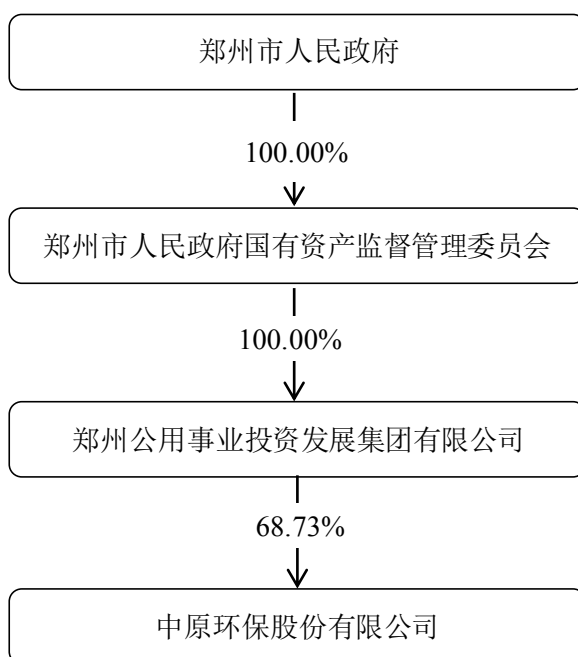 郑州市人民政府
100.00%
郑州市人民政府国有资产监督管理委员会
100.00%
郑州公用事业投资发展集团有限公司
68.73%
中原环保股份有限公司